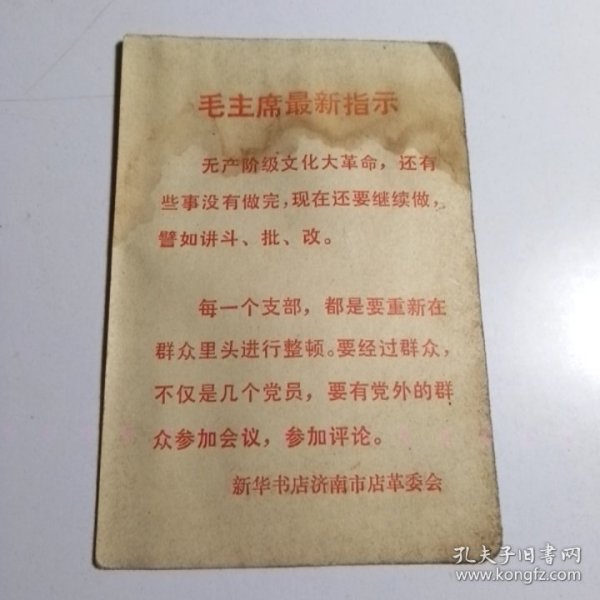 毛主席最新指示
无产阶级文化大革命，还有
些事没有做完，现在还要继续做，
譬如讲斗、批、改。
每一个支部，都是要重新在
群众里头进行整顿。要经过群众，
不仅是几个党员，要有党外的群
众参加会议，参加评论。
新华书店济南市店革委会
孔夫子旧书网
www.kongfz.com